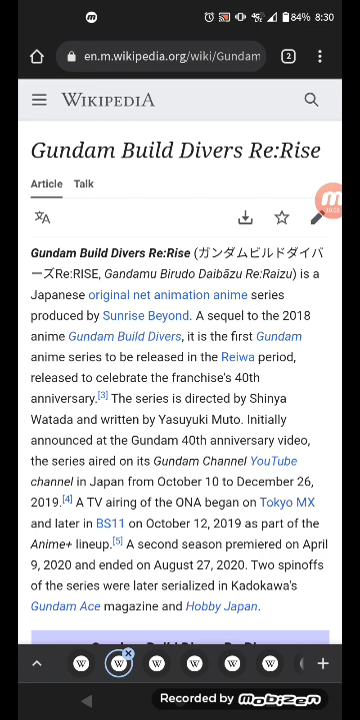 84% 8:30
en.m.wikipedia.org/wiki/Gundam
2
WIKIPEDIA
Gundam Build Divers Re:Rise
Article Talk
Gundam Build Divers Re:Rise (ガンダムビルドダイバ
ーズRe:RISE, Gandamu Birudo Daibāzu Re:Raizu) is a
Japanese original net animation anime series
produced by Sunrise Beyond. A sequel to the 2018
anime Gundam Build Divers, it is the first Gundam
anime series to be released in the Reiwa period,
released to celebrate the franchise's 40th
anniversary.[3] The series is directed by Shinya
Watada and written by Yasuyuki Muto. Initially
announced at the Gundam 40th anniversary video,
the series aired on its Gundam Channel YouTube
channel in Japan from October 10 to December 26,
2019.[4] A TV airing of the ONA began on Tokyo MX
and later in BS11 on October 12, 2019 as part of the
Anime+ lineup.[5] A second season premiered on April
9, 2020 and ended on August 27, 2020. Two spinoffs
of the series were later serialized in Kadokawa's
Gundam Ace magazine and Hobby Japan.
Recorded by mobizen